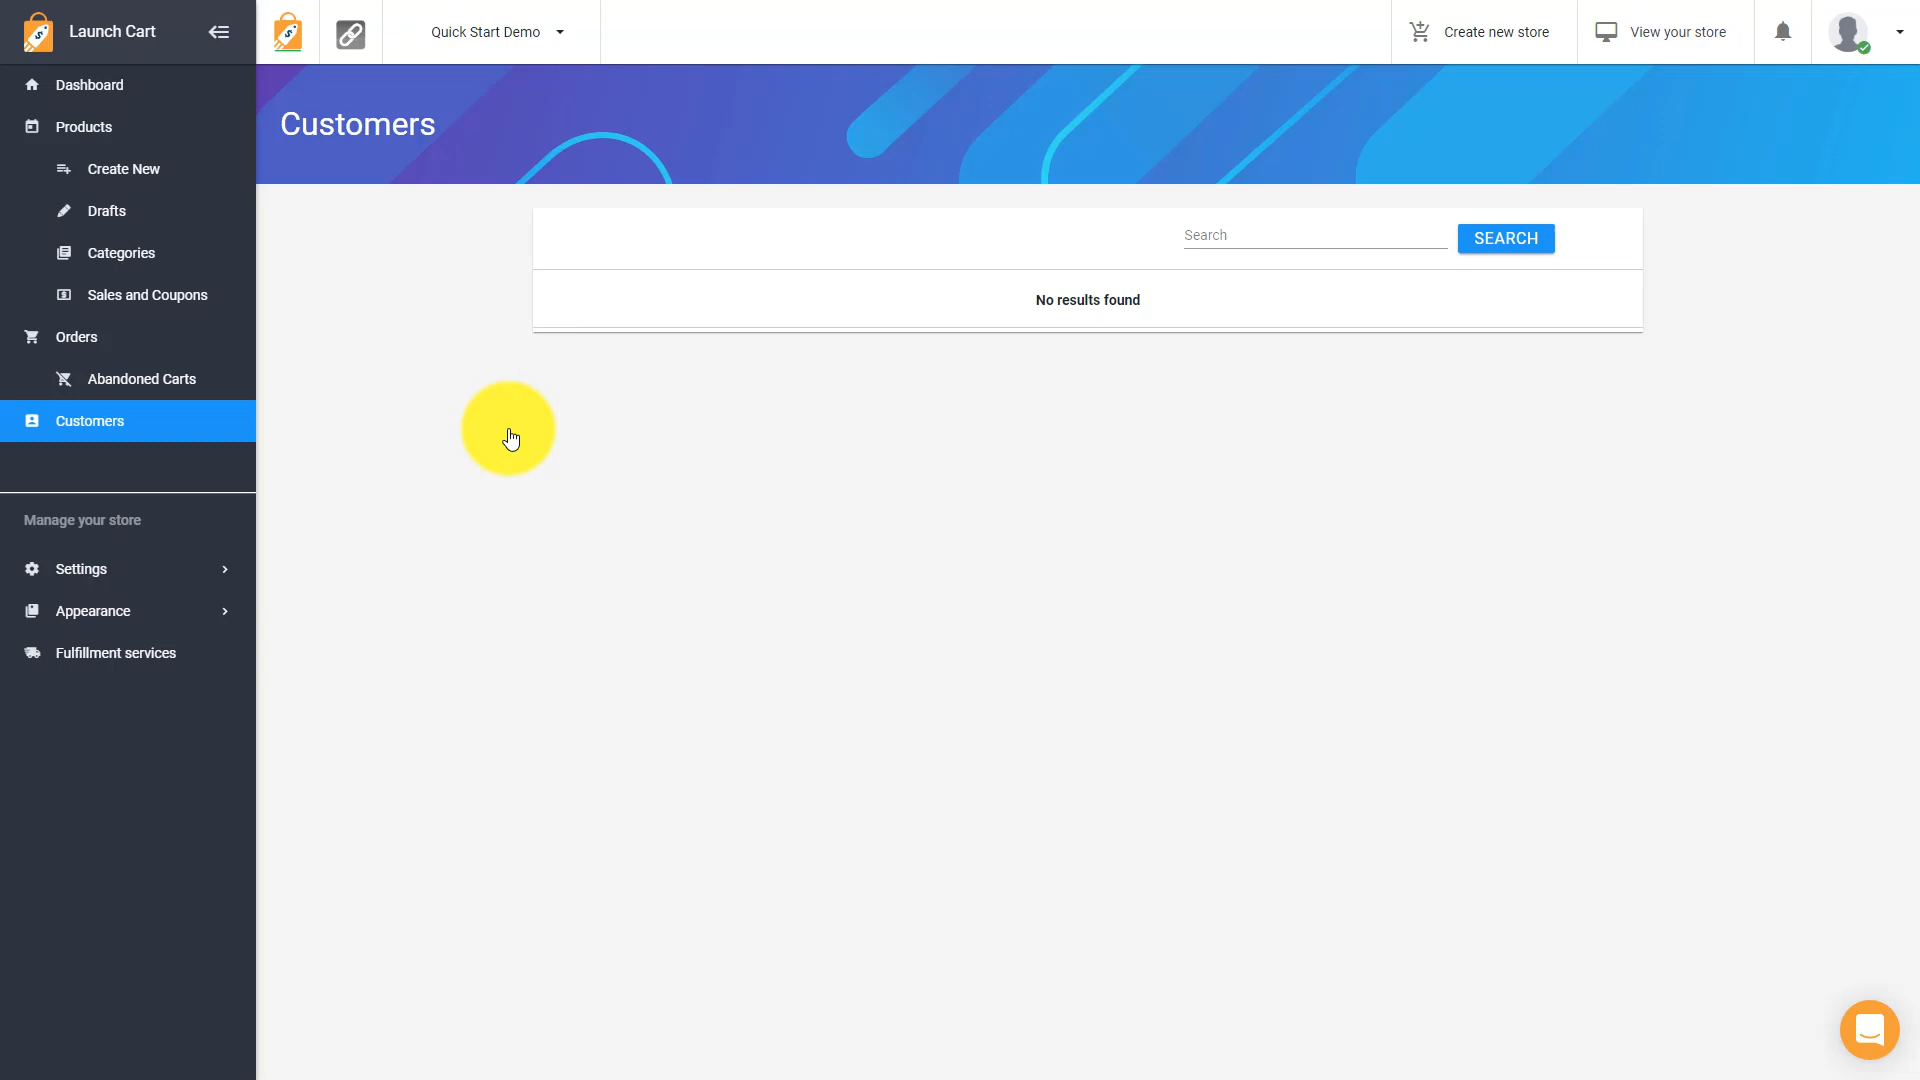 Launch Cart
Quick Start Demo
Create new store
View your store
Dashboard
Products
Create New
Drafts
Categories
Sales and Coupons
Orders
Abandoned Carts
Customers
Manage your store
Settings
Appearance
Fulfillment services
Customers
Search
SEARCH
No results found